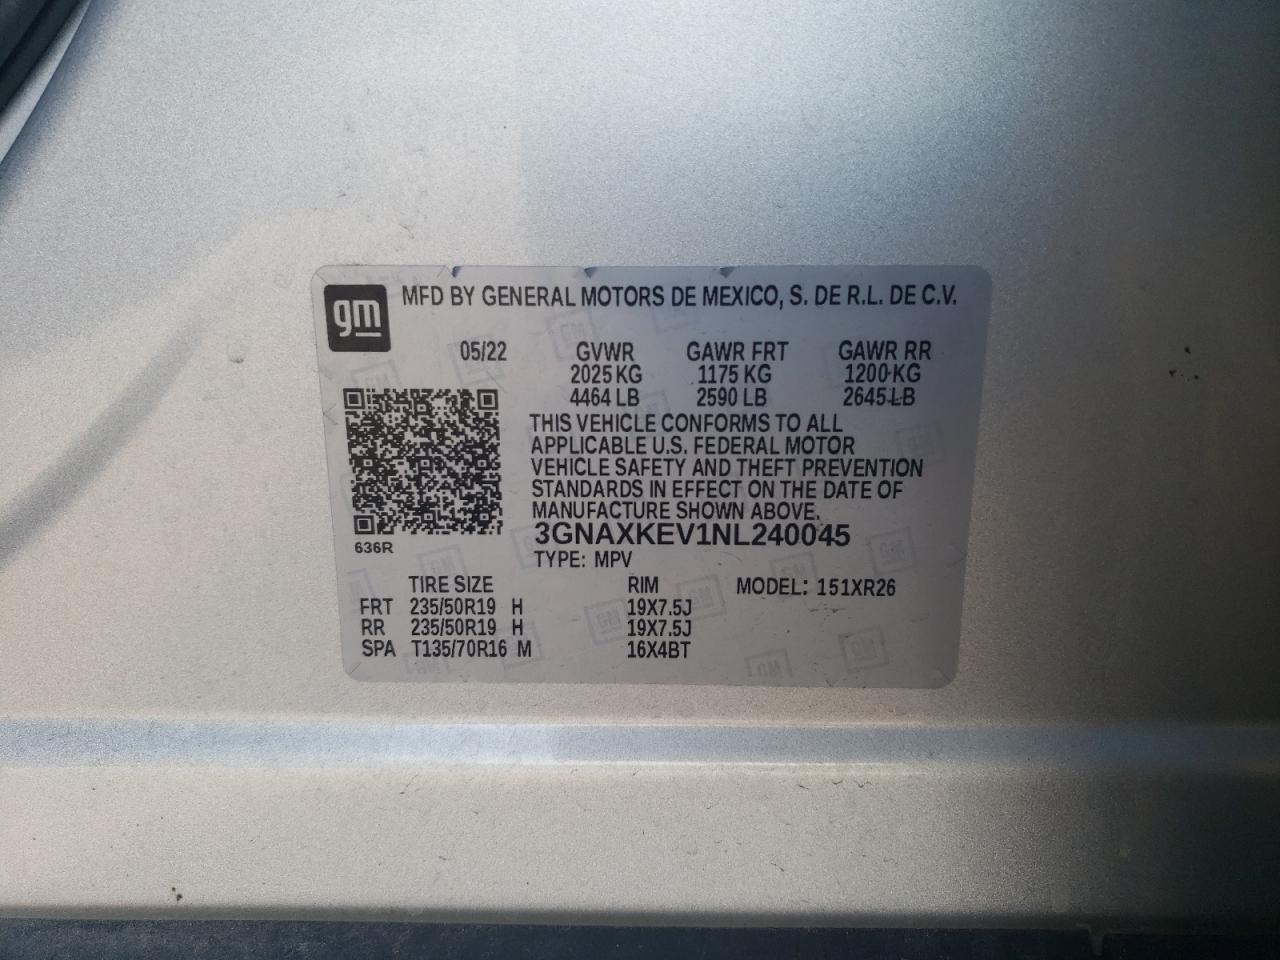 gm
MFD BY GENERAL MOTORS DE MEXICO, S. DE R.L. DE C.V.
05/22 GVWR GAWR FRT GAWR RR
2025 KG 1175 KG 1200 KG
4464 LB 2590 LB 2645 LB
THIS VEHICLE CONFORMS TO ALL
APPLICABLE U.S. FEDERAL MOTOR
VEHICLE SAFETY AND THEFT PREVENTION
STANDARDS IN EFFECT ON THE DATE OF
MANUFACTURE SHOWN ABOVE.
3GNAXKEV1NL240045
636R
TYPE: MPV
TIRE SIZE RIM MODEL: 151XR26
FRT 235/50R19 H 19X7.5J
RR 235/50R19 H 19X7.5J
SPA T135/70R16 M 16X4BT